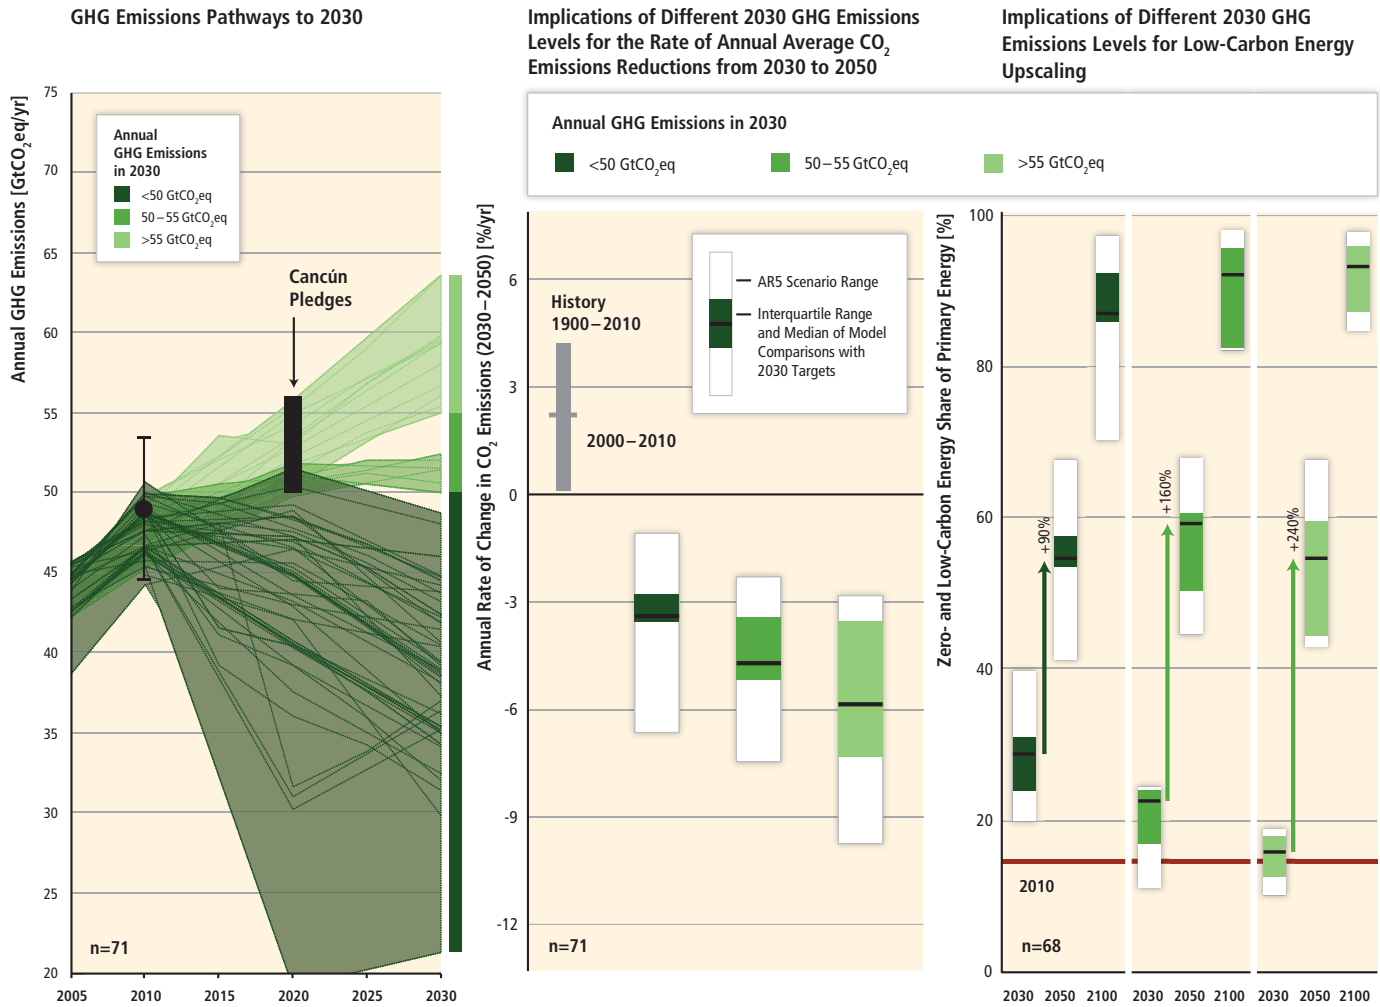 GHG Emissions Pathways to 2030
Annual GHG Emissions [GtCO2eq/yr]
75
70
65
60
55
50
45
40
35
30
25
20
Annual
GHG Emissions
in 2030
<50 GtCO2eq
50–55 GtCO2eq
>55 GtCO2eq
Cancún
Pledges
n=71
2005
2010
2015
2020
2025
2030
Implications of Different 2030 GHG Emissions
Levels for the Rate of Annual Average CO2
Emissions Reductions from 2030 to 2050
Implications of Different 2030 GHG
Emissions Levels for Low-Carbon Energy
Upscaling
Annual GHG Emissions in 2030
<50 GtCO2eq
50–55 GtCO2eq
>55 GtCO2eq
Annual Rate of Change in CO2 Emissions (2030–2050) [%/yr]
6
3
0
-3
-6
-9
-12
History
1900–2010
2000–2010
AR5 Scenario Range
Interquartile Range
and Median of Model
Comparisons with
2030 Targets
n=71
Zero- and Low-Carbon Energy Share of Primary Energy [%]
100
80
60
40
20
0
+90%
+160%
+240%
2010
n=68
2030
2050
2100
2030
2050
2100
2030
2050
2100